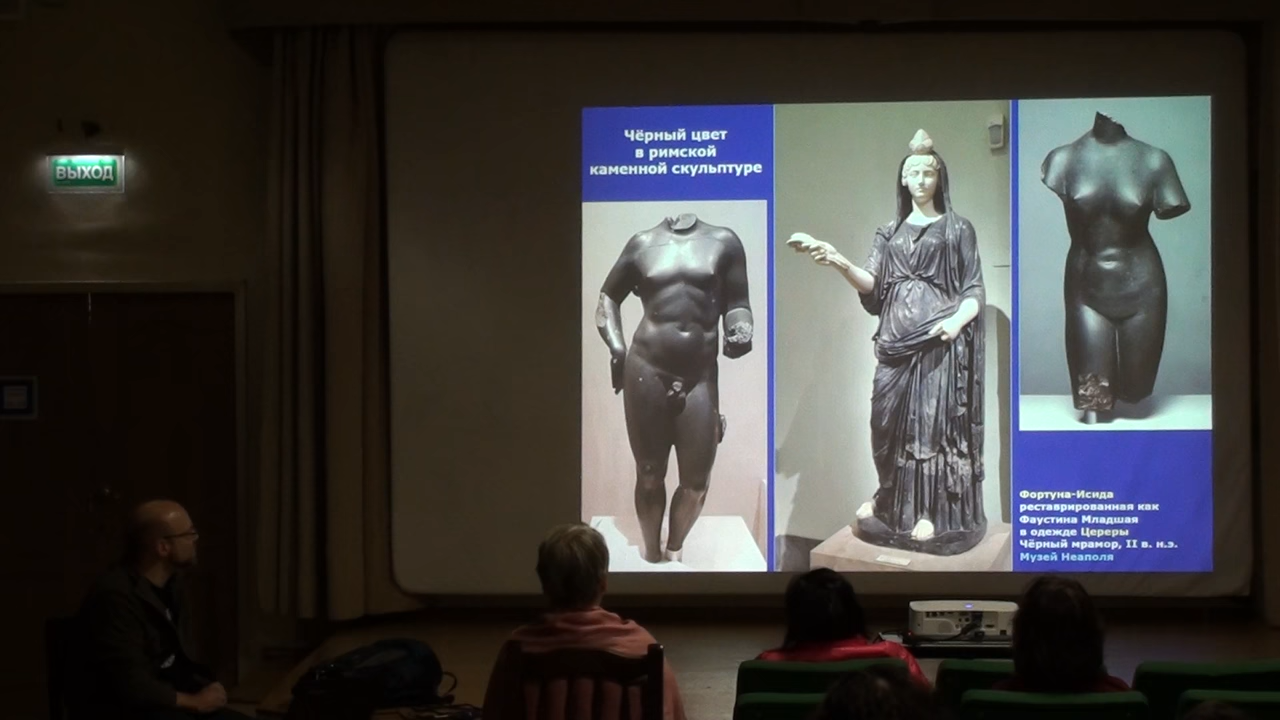 ВЫХОД
Чёрный цвет
в римской
каменной скульптуре
Фортуна-Исида
реставрированная как
Фаустина Младшая
в одежде Цереры
Чёрный мрамор, II в. н.э.
Музей Неаполя